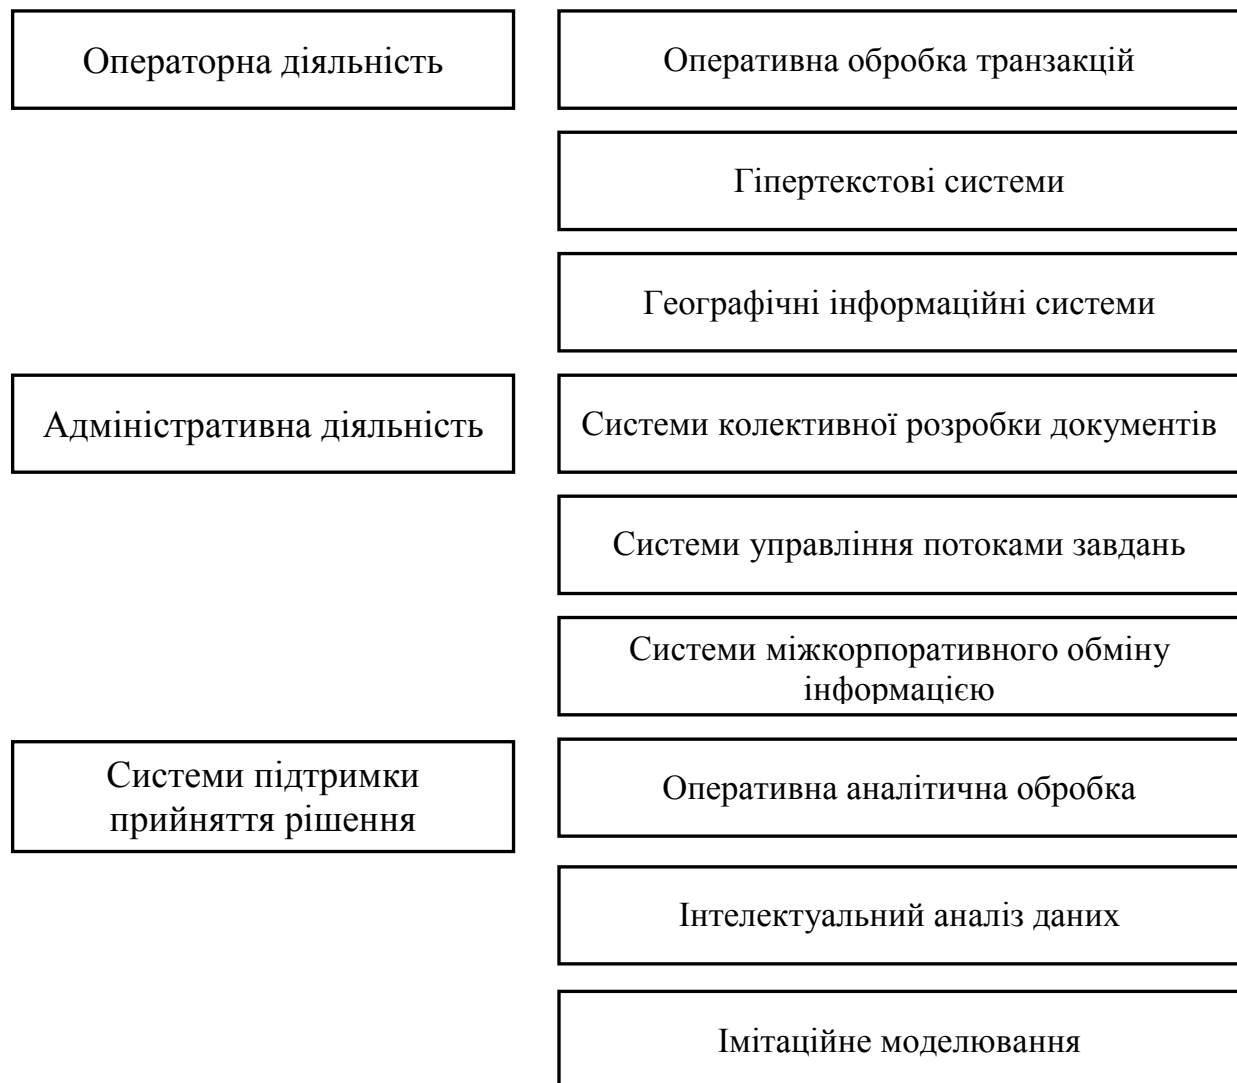 Операторна діяльність
Оперативна обробка транзакцій
Гіпертекстові системи
Географічні інформаційні системи
Адміністративна діяльність
Системи колективної розробки документів
Системи управління потоками завдань
Системи міжкорпоративного обміну
інформацією
Системи підтримки
прийняття рішення
Оперативна аналітична обробка
Інтелектуальний аналіз даних
Імітаційне моделювання